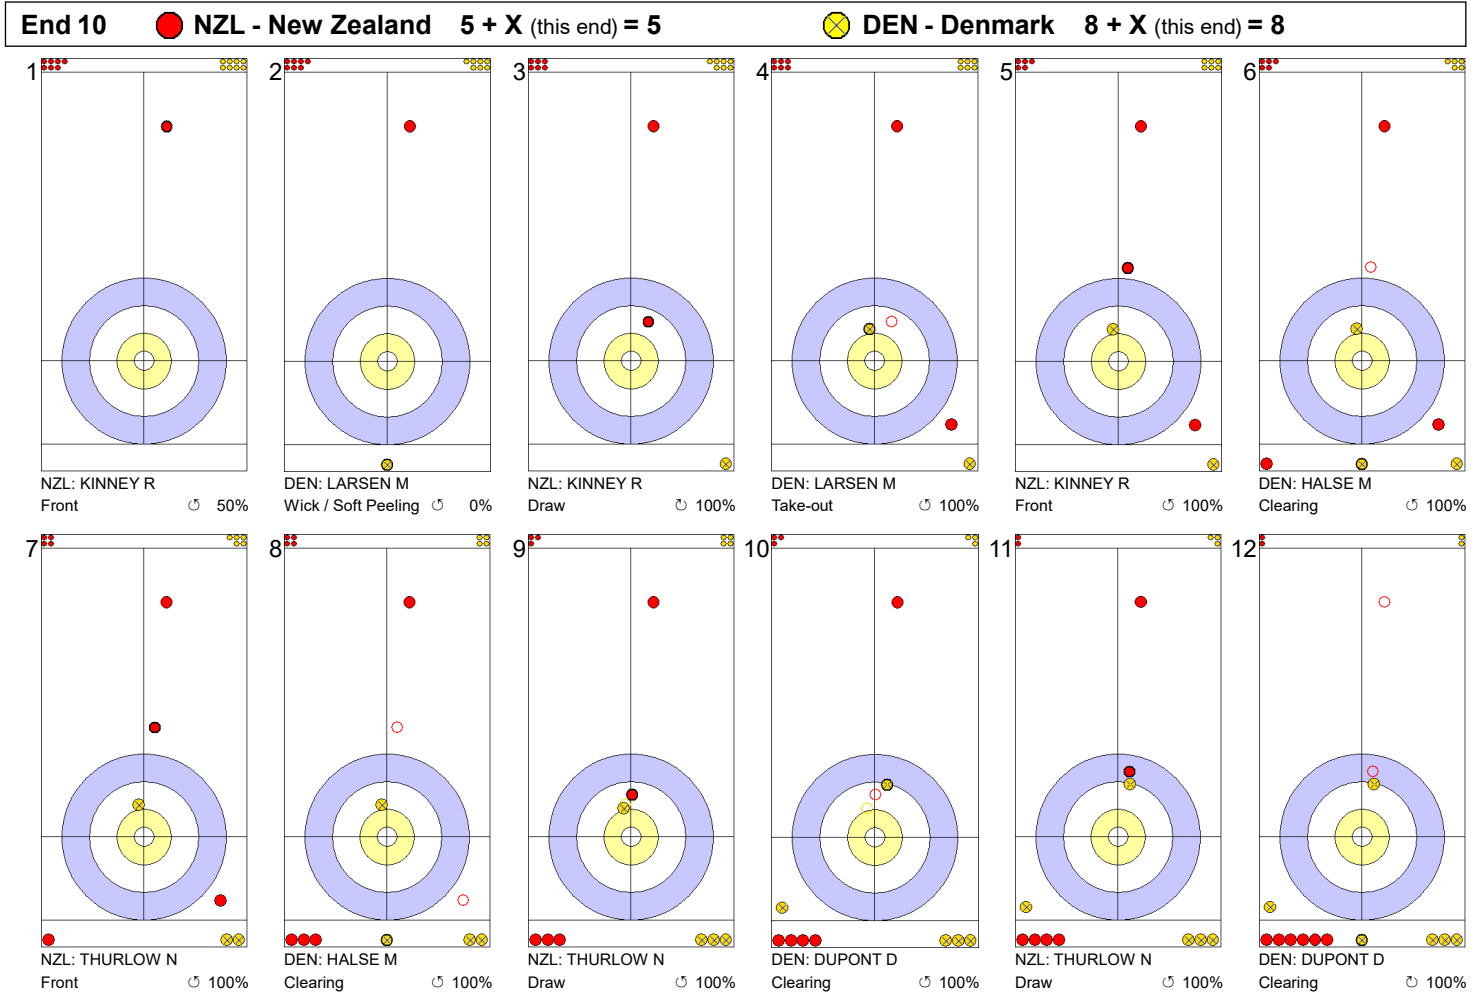 End 10 NZL - New Zealand 5 + X (this end) = 5 DEN - Denmark 8 + X (this end) = 8
1 2 3 4 5 6
NZL: KINNEY R DEN: LARSEN M NZL: KINNEY R DEN: LARSEN M NZL: KINNEY R DEN: HALSE M
Front ↺ 50% Wick / Soft Peeling ↺ 0% Draw ↻ 100% Take-out ↻ 100% Front ↺ 100% Clearing ↺ 100%
7 8 9 10 11 12
NZL: THURLOW N DEN: HALSE M NZL: THURLOW N DEN: DUPONT D NZL: THURLOW N DEN: DUPONT D
Front ↺ 100% Clearing ↺ 100% Draw ↺ 100% Clearing ↺ 100% Draw ↺ 100% Clearing ↺ 100%